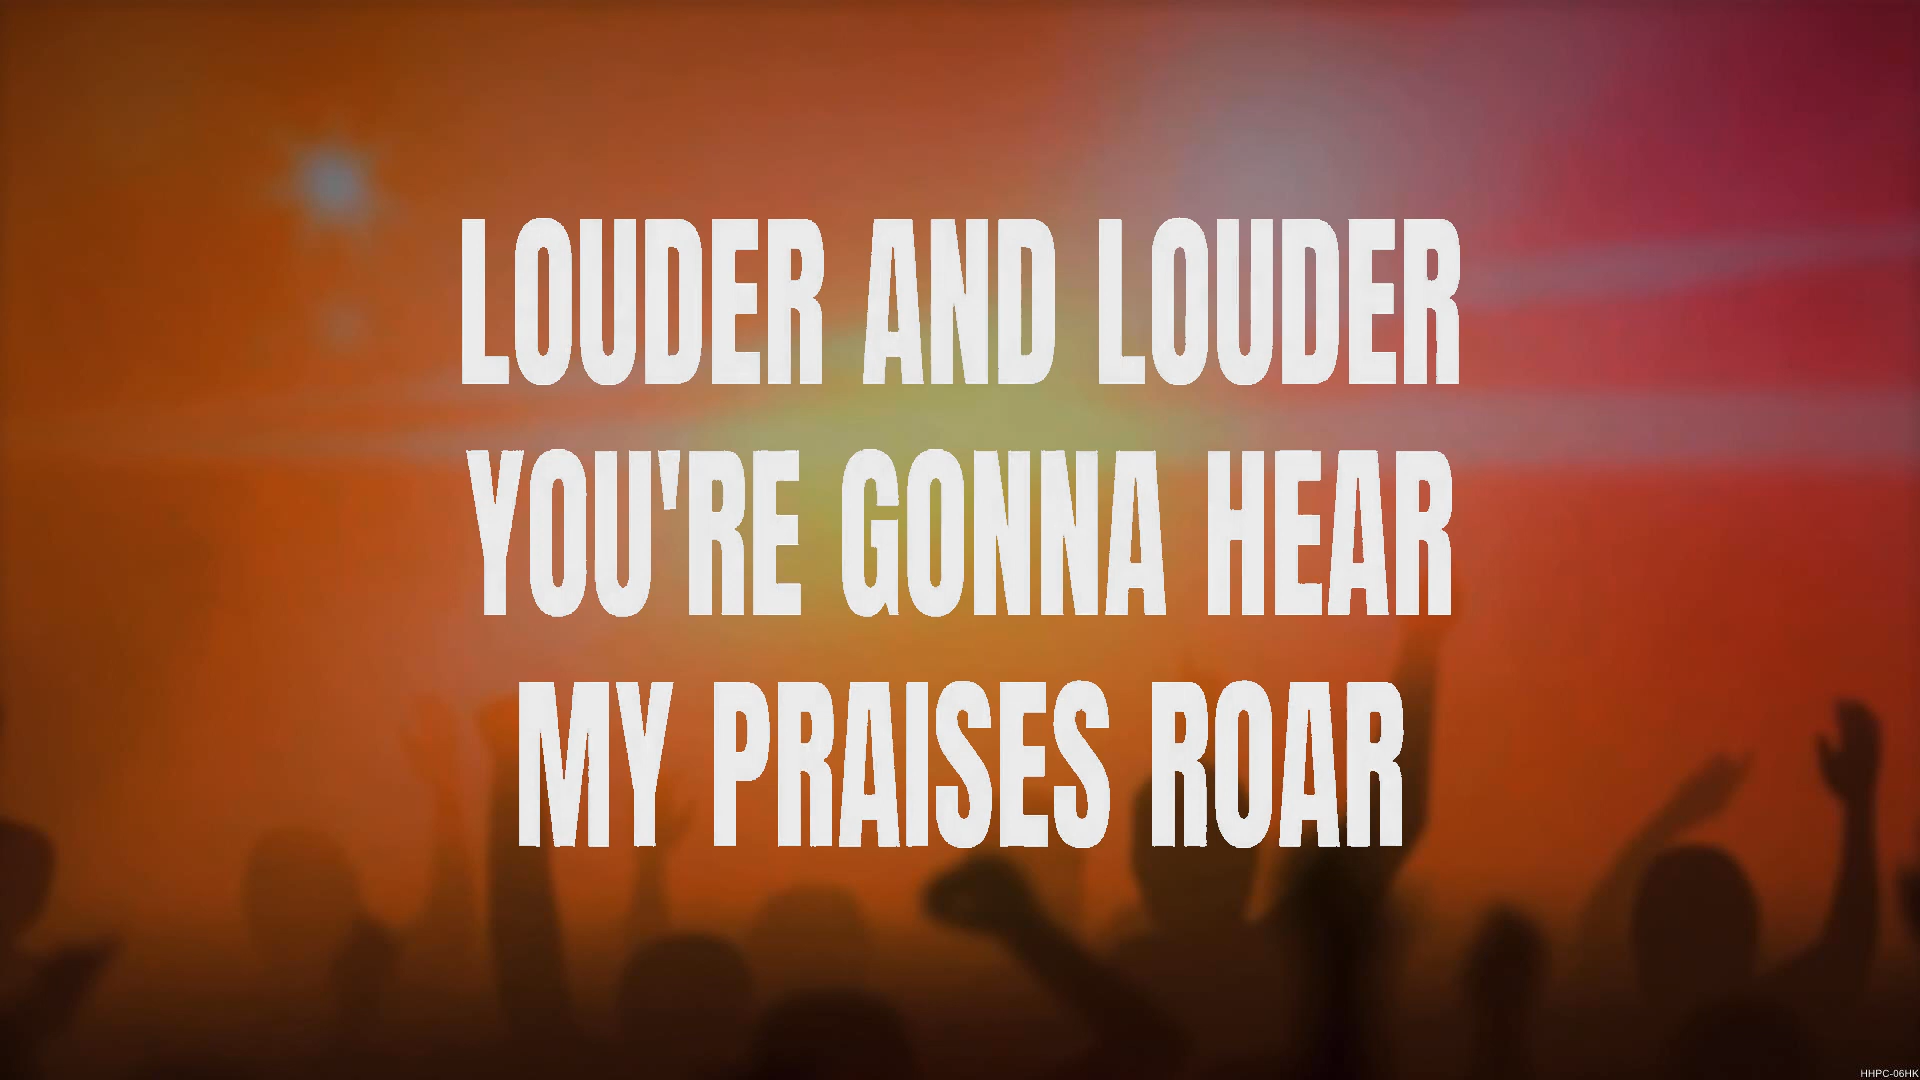 LOUDER AND LOUDER
YOU'RE GONNA HEAR
MY PRAISES ROAR
HHPC-06HK